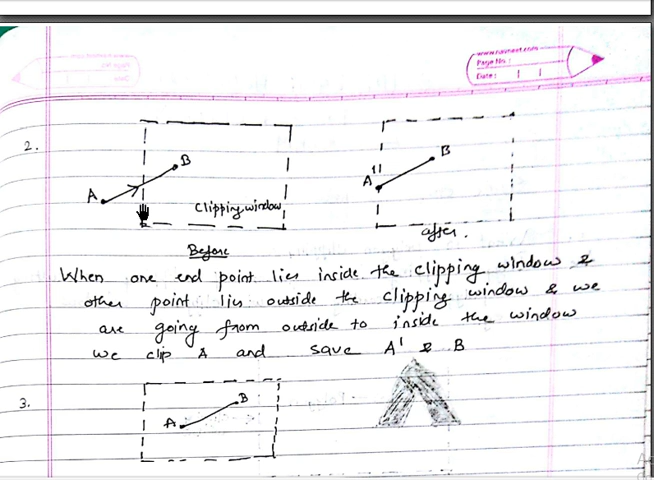 www.navneet.com
Page No.:
Date:
2.
A
B
Clipping window
A''
B
after.
Before
When one end point lies inside the clipping window &
other point lies outside the clipping window & we
are going from outside to inside the window
we clip A and save A' & B
3.
A
B